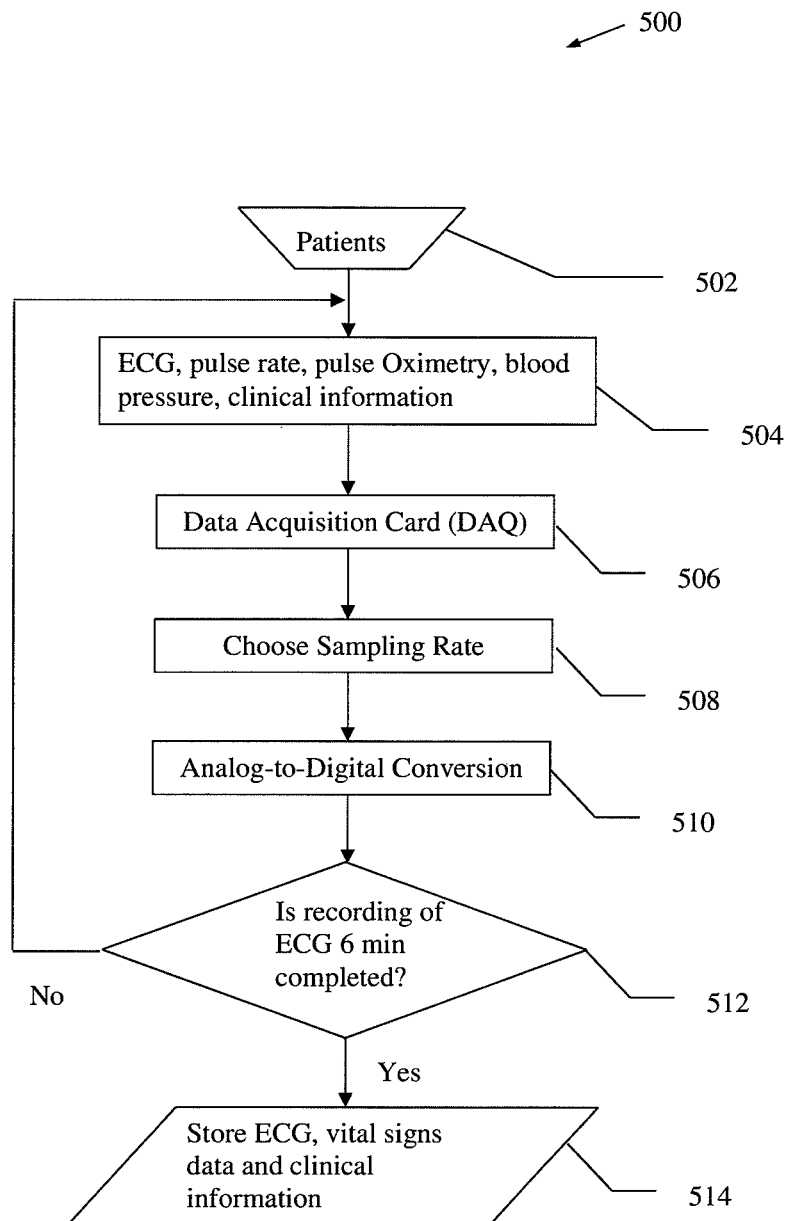 500
Patients
502
ECG, pulse rate, pulse Oximetry, blood
pressure, clinical information
504
Data Acquisition Card (DAQ)
506
Choose Sampling Rate
508
Analog-to-Digital Conversion
510
Is recording of
ECG 6 min
completed?
No
512
Yes
Store ECG, vital signs
data and clinical
information
514